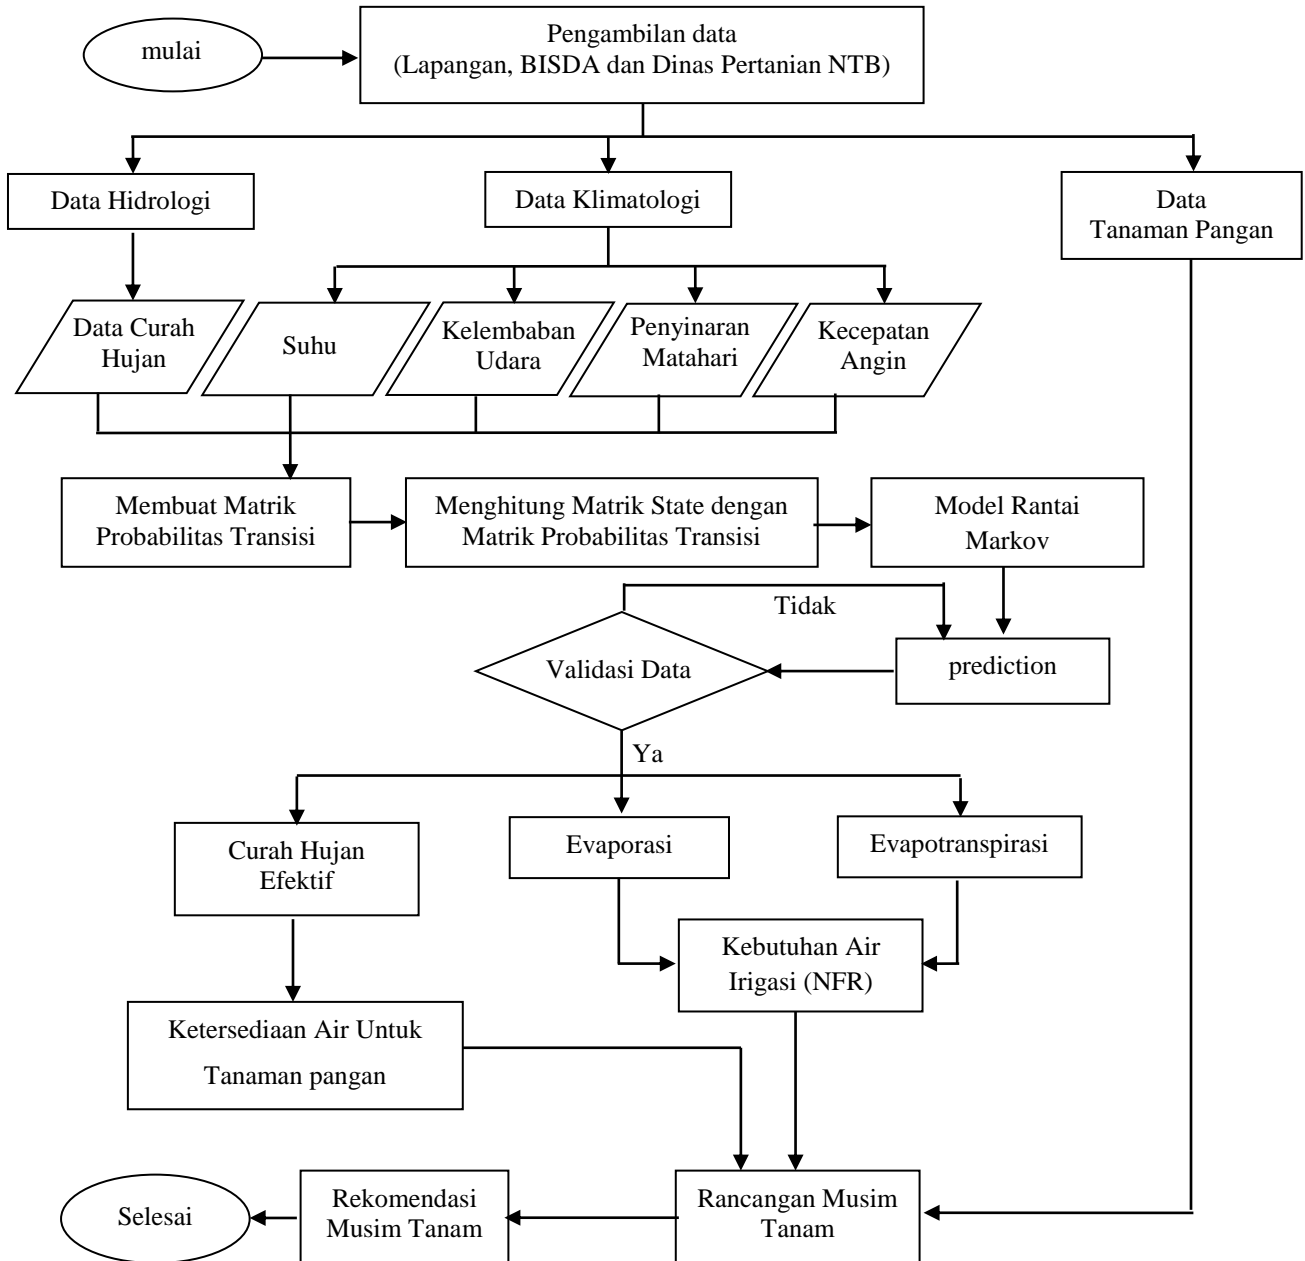 mulai
Pengambilan data
(Lapangan, BISDA dan Dinas Pertanian NTB)
Data Hidrologi
Data Klimatologi
Data
Tanaman Pangan
Data Curah
Hujan
Suhu
Kelembaban
Udara
Penyinaran
Matahari
Kecepatan
Angin
Membuat Matrik
Probabilitas Transisi
Menghitung Matrik State dengan
Matrik Probabilitas Transisi
Model Rantai
Markov
Tidak
Validasi Data
prediction
Ya
Curah Hujan
Efektif
Evaporasi
Evapotranspirasi
Kebutuhan Air
Irigasi (NFR)
Ketersediaan Air Untuk
Tanaman pangan
Selesai
Rekomendasi
Musim Tanam
Rancangan Musim
Tanam